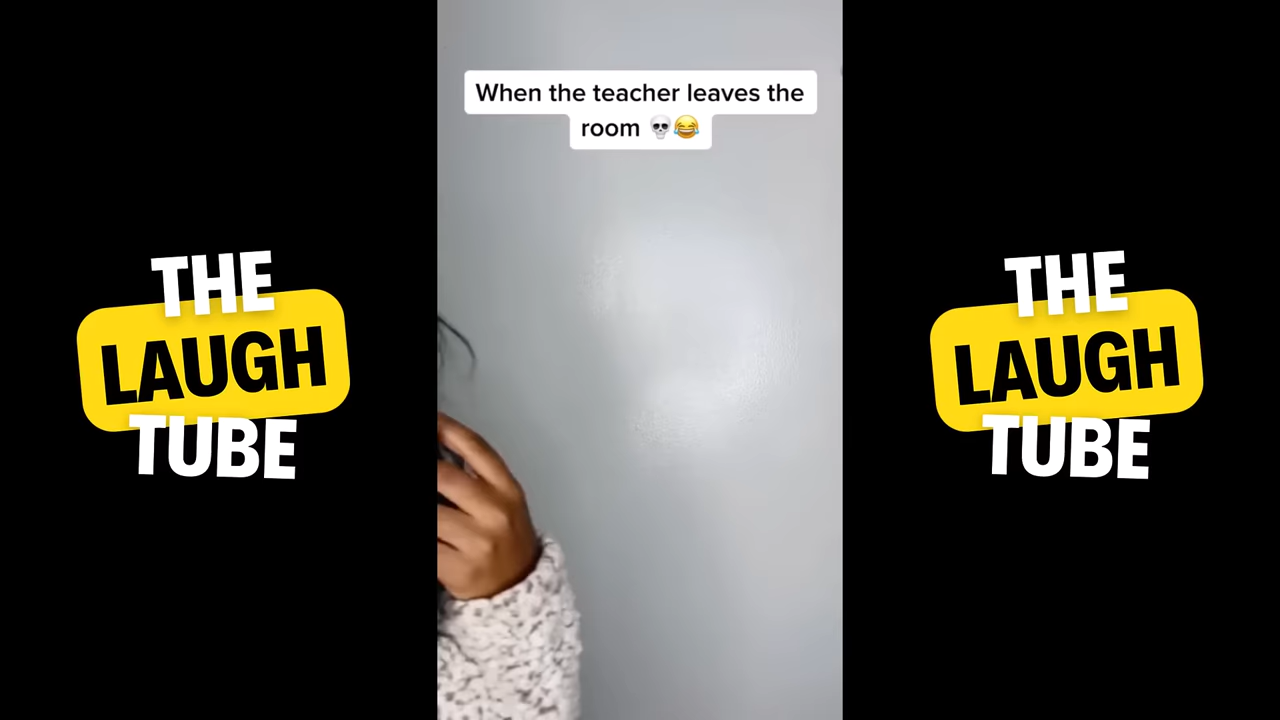 When the teacher leaves the
room 💀😂
THE
LAUGH
TUBE
THE
LAUGH
TUBE